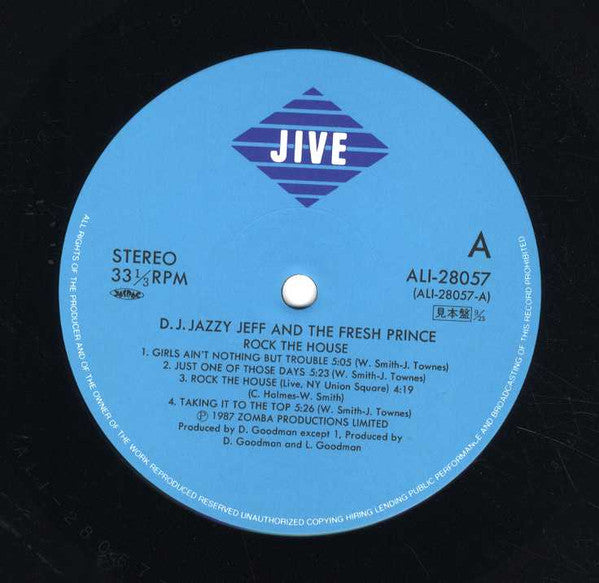 JIVE
STEREO
33 1/3 RPM
A
ALI-28057
(ALI-28057-A)
見本盤
D.J.JAZZY JEFF AND THE FRESH PRINCE
ROCK THE HOUSE
1. GIRLS AIN'T NOTHING BUT TROUBLE 5:05 (W. Smith-J. Townes)
2. JUST ONE OF THOSE DAYS 5:23 (W. Smith-J. Townes)
3. ROCK THE HOUSE (Live, NY Union Square) 4:19
(C. Holmes-W. Smith)
4. TAKING IT TO THE TOP 5:26 (W. Smith-J. Townes)
Ⓟ 1987 ZOMBA PRODUCTIONS LIMITED
Produced by D. Goodman except 1, Produced by
D. Goodman and L. Goodman
ALL RIGHTS OF THE PRODUCER AND OF THE OWNER OF THE WORK REPRODUCED RESERVED UNAUTHORIZED COPYING HIRING LENDING PUBLIC PERFORMANCE AND BROADCASTING OF THIS RECORD PROHIBITED